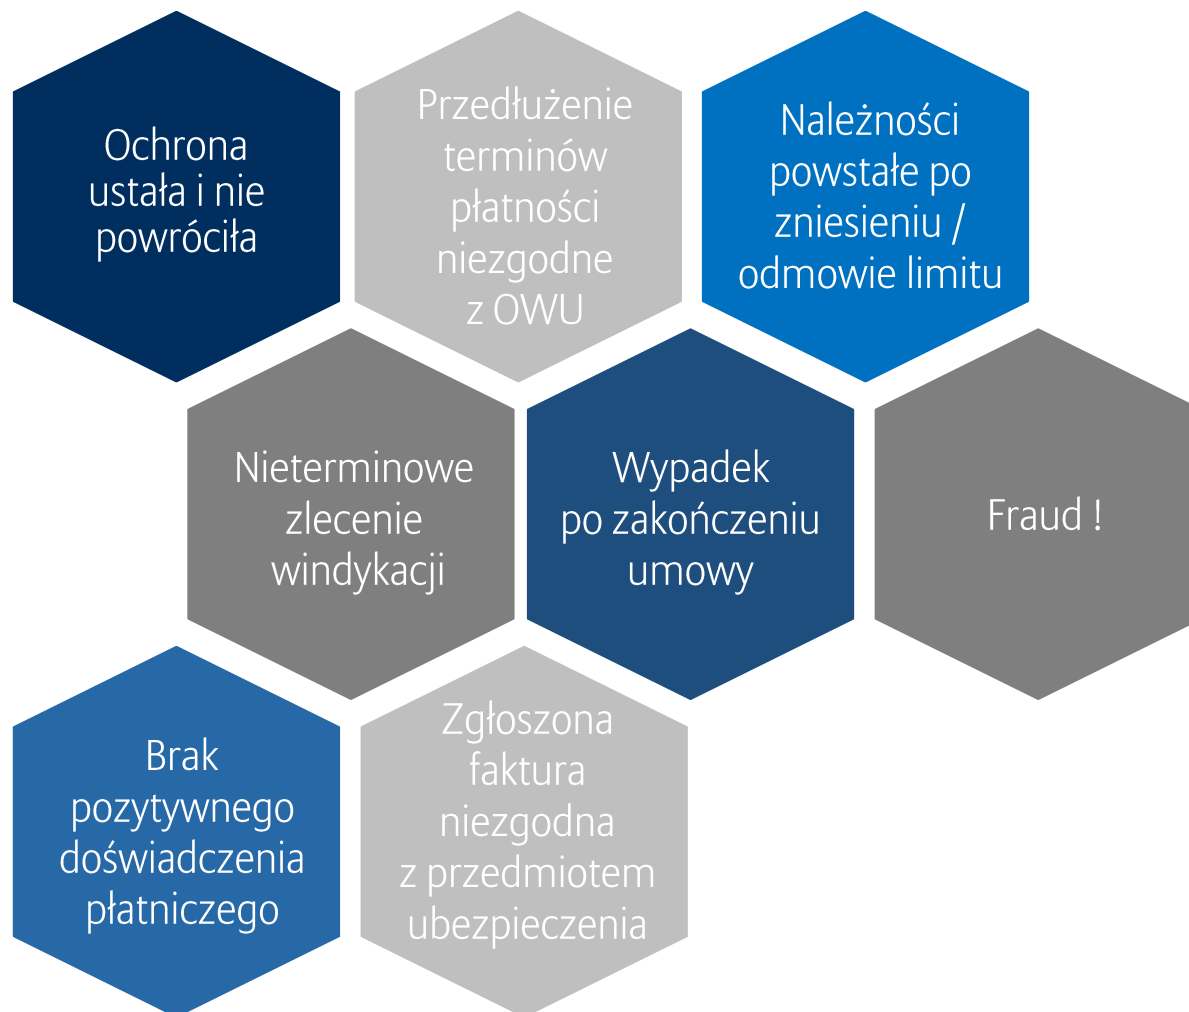 Ochrona
ustała i nie
powróciła
Przedłużenie
terminów
płatności
niezgodne
z OWU
Należności
powstałe po
zniesieniu /
odmowie limitu
Nieterminowe
zlecenie
windykacji
Wypadek
po zakończeniu
umowy
Fraud !
Brak
pozytywnego
doświadczenia
płatniczego
Zgłoszona
faktura
niezgodna
z przedmiotem
ubezpieczenia